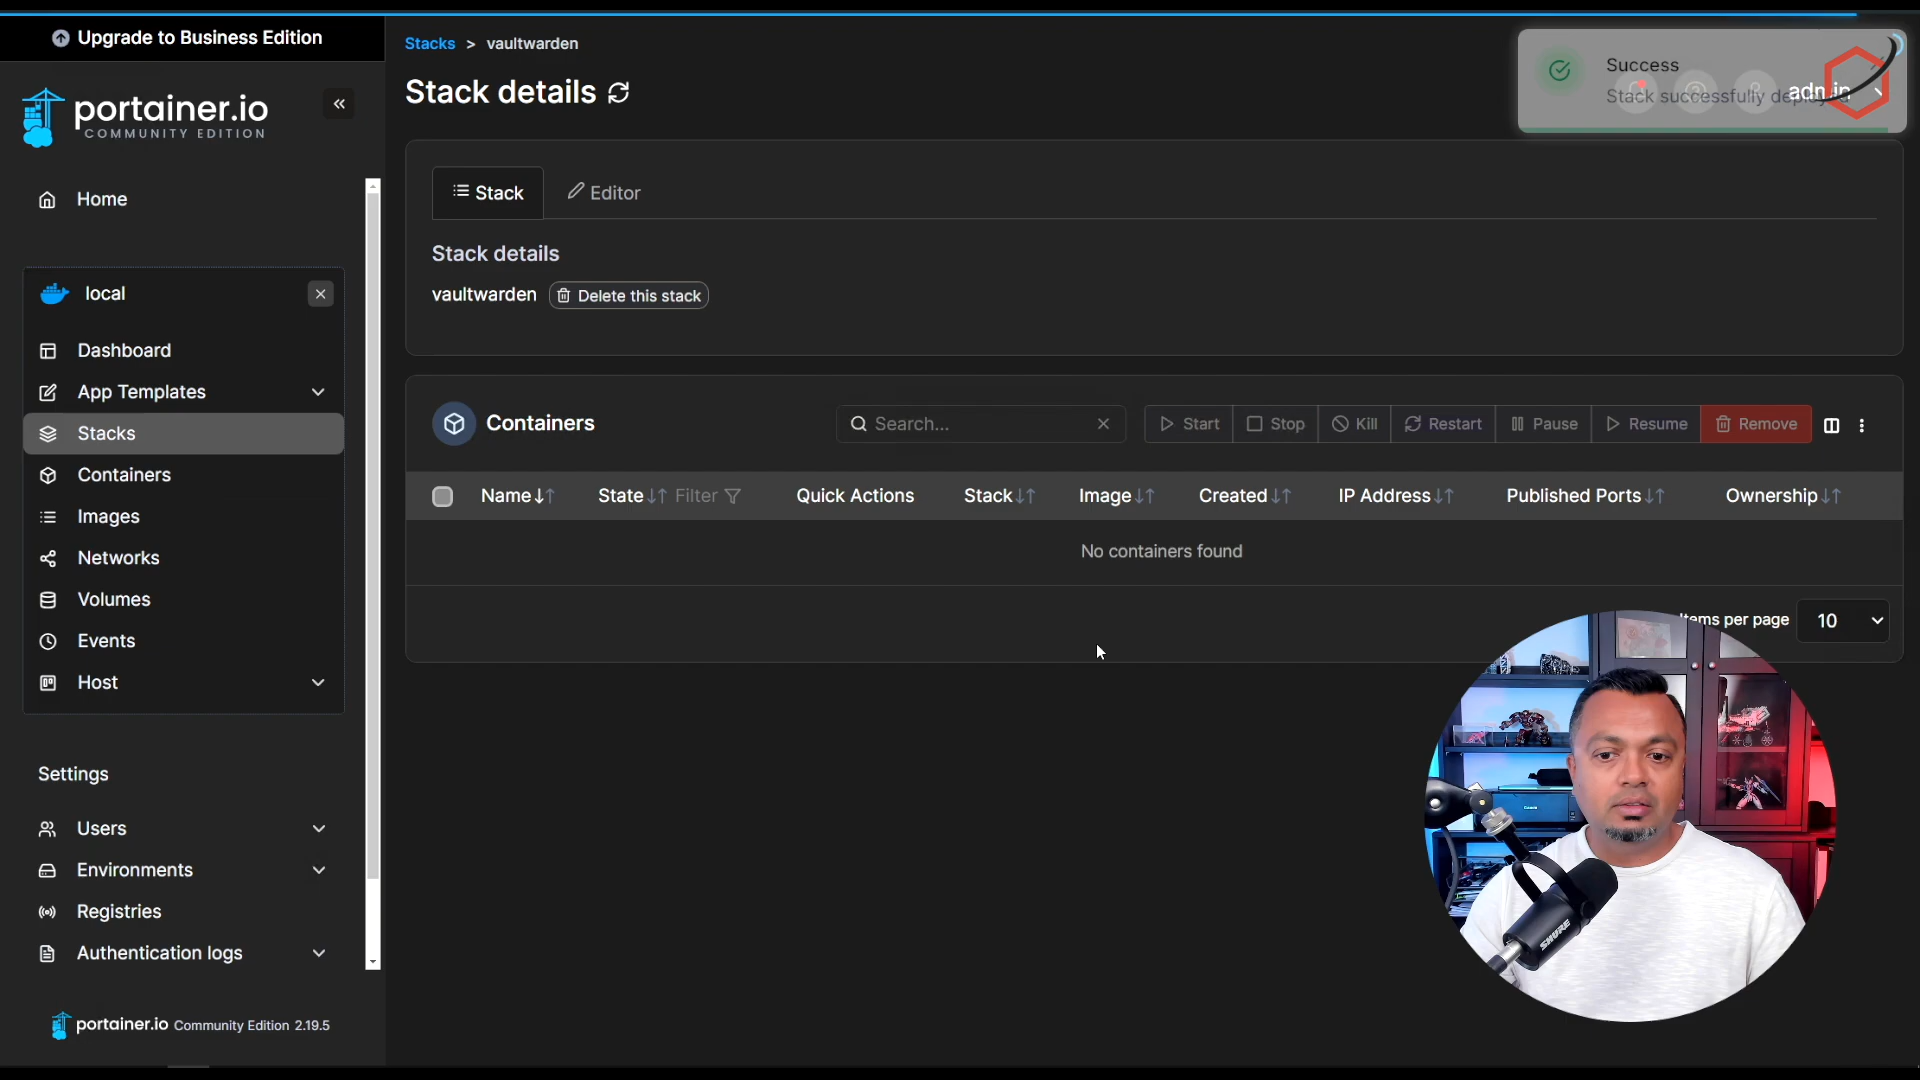 Upgrade to Business Edition
portainer.io
COMMUNITY EDITION
Home
local
Dashboard
App Templates
Stacks
Containers
Images
Networks
Volumes
Events
Host
Settings
Users
Environments
Registries
Authentication logs
portainer.io Community Edition 2.19.5
Stacks > vaultwarden
Stack details
Success
Stack successfully deployed
admin
Stack
Editor
Stack details
vaultwarden Delete this stack
Containers
Search...
Start Stop Kill Restart Pause Resume Remove
Name State Filter Quick Actions Stack Image Created IP Address Published Ports Ownership
No containers found
Items per page 10
SHURE